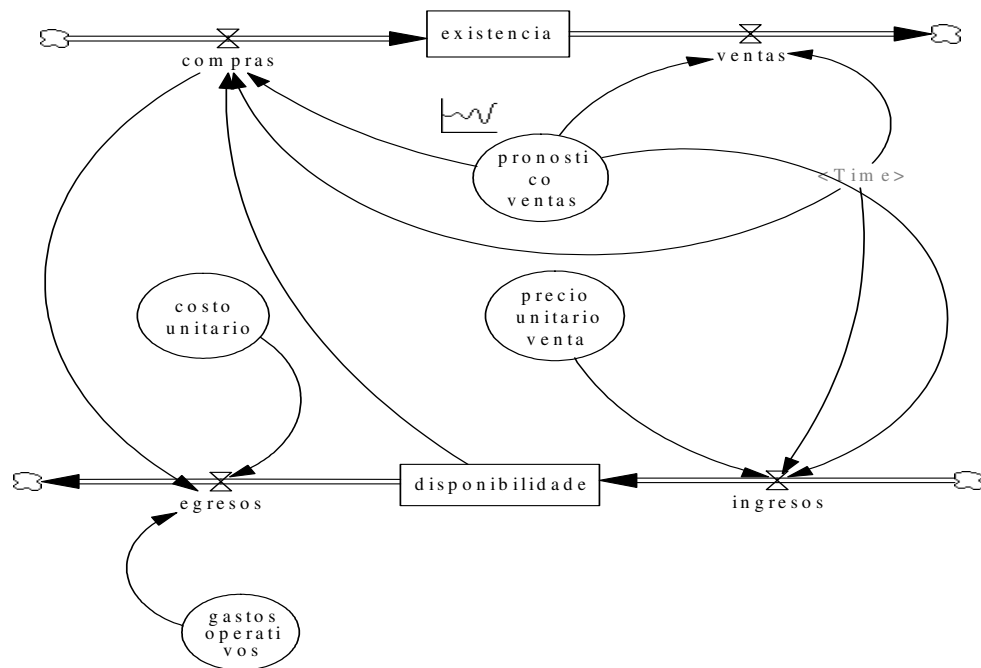 existencia
compras
ventas
pronosti
co
ventas
<Time>
costo
unitario
precio
unitario
venta
disponibilidade
egresos
ingresos
gastos
operati
vos